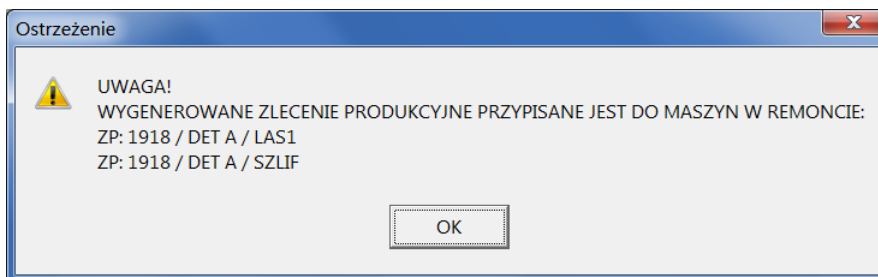 Ostrzeżenie
UWAGA!
WYGENEROWANE ZLECENIE PRODUKCYJNE PRZYPISANE JEST DO MASZYN W REMONCIE:
ZP: 1918 / DET A / LAS1
ZP: 1918 / DET A / SZLIF
OK